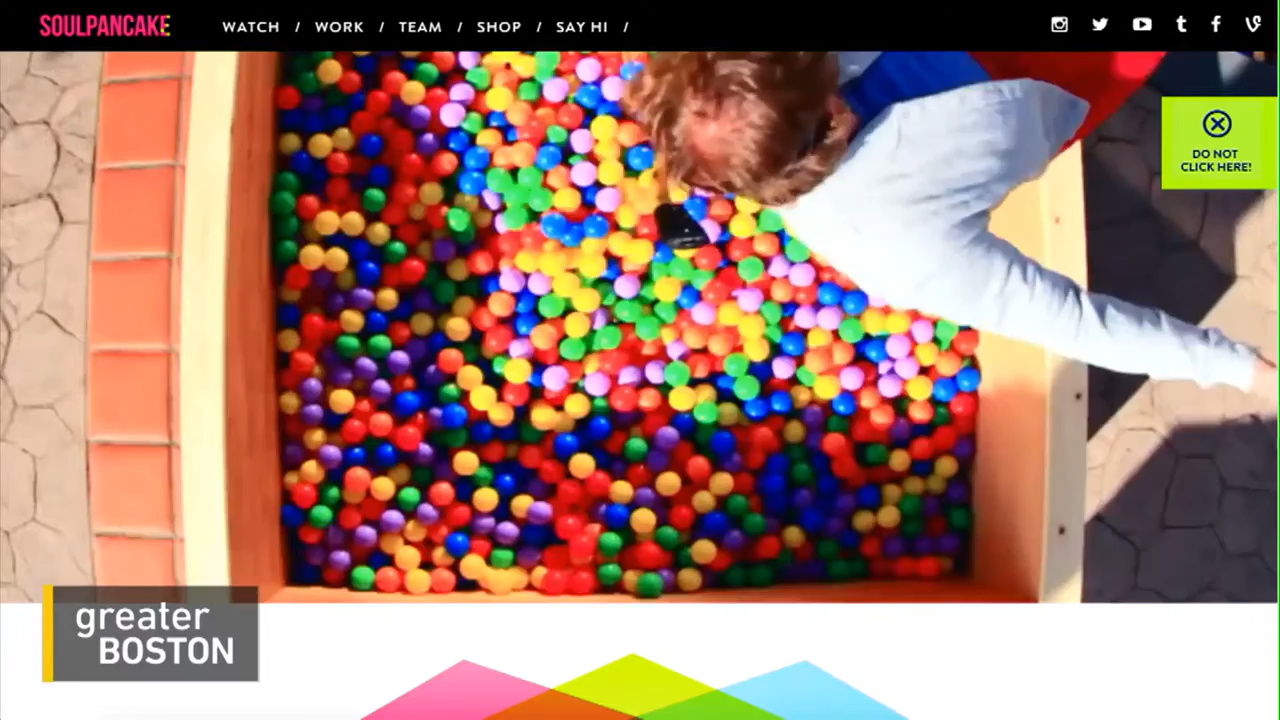 SOULPANCAKE WATCH / WORK / TEAM / SHOP / SAY HI /
DO NOT
CLICK HERE!
greater
BOSTON